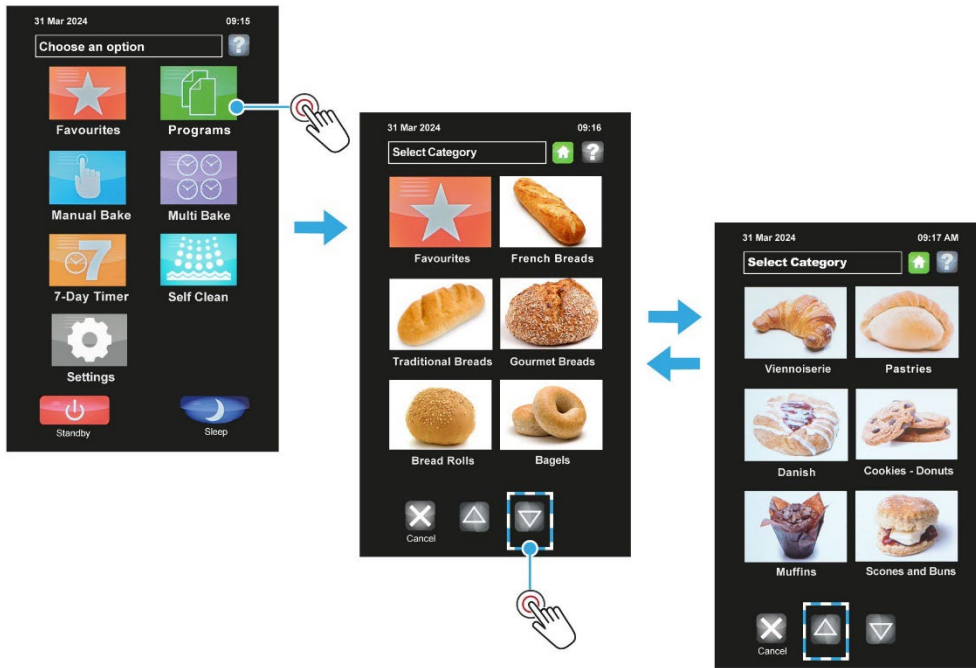 31 Mar 2024 09:15
Choose an option ?
Favourites Programs
Manual Bake Multi Bake
7
7-Day Timer Self Clean
Settings
Standby Sleep
31 Mar 2024 09:16
Select Category ?
Favourites French Breads
Traditional Breads Gourmet Breads
Bread Rolls Bagels
Cancel
31 Mar 2024 09:17 AM
Select Category ?
Viennoiserie Pastries
Danish Cookies - Donuts
Muffins Scones and Buns
Cancel